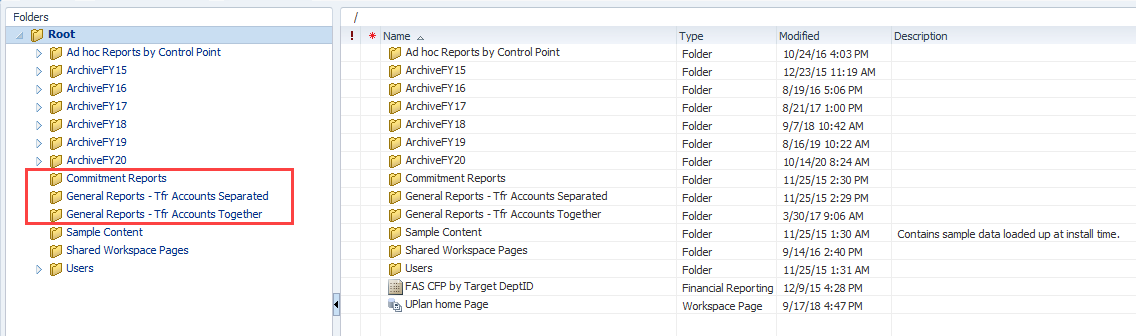 Folders
Root
Ad hoc Reports by Control Point
ArchiveFY15
ArchiveFY16
ArchiveFY17
ArchiveFY18
ArchiveFY19
ArchiveFY20
Commitment Reports
General Reports - Tfr Accounts Separated
General Reports - Tfr Accounts Together
Sample Content
Shared Workspace Pages
Users
/
! * Name Type Modified Description
Ad hoc Reports by Control Point Folder 10/24/16 4:03 PM
ArchiveFY15 Folder 12/23/15 11:19 AM
ArchiveFY16 Folder 8/19/16 5:06 PM
ArchiveFY17 Folder 8/21/17 1:00 PM
ArchiveFY18 Folder 9/7/18 10:42 AM
ArchiveFY19 Folder 8/16/19 10:22 AM
ArchiveFY20 Folder 10/14/20 8:24 AM
Commitment Reports Folder 11/25/15 2:30 PM
General Reports - Tfr Accounts Separated Folder 11/25/15 2:29 PM
General Reports - Tfr Accounts Together Folder 3/30/17 9:06 AM
Sample Content Folder 11/25/15 1:30 AM Contains sample data loaded up at install time.
Shared Workspace Pages Folder 9/14/16 2:40 PM
Users Folder 11/25/15 1:31 AM
FAS CFP by Target DeptID Financial Reporting 12/9/15 4:28 PM
UPlan home Page Workspace Page 9/17/18 4:47 PM